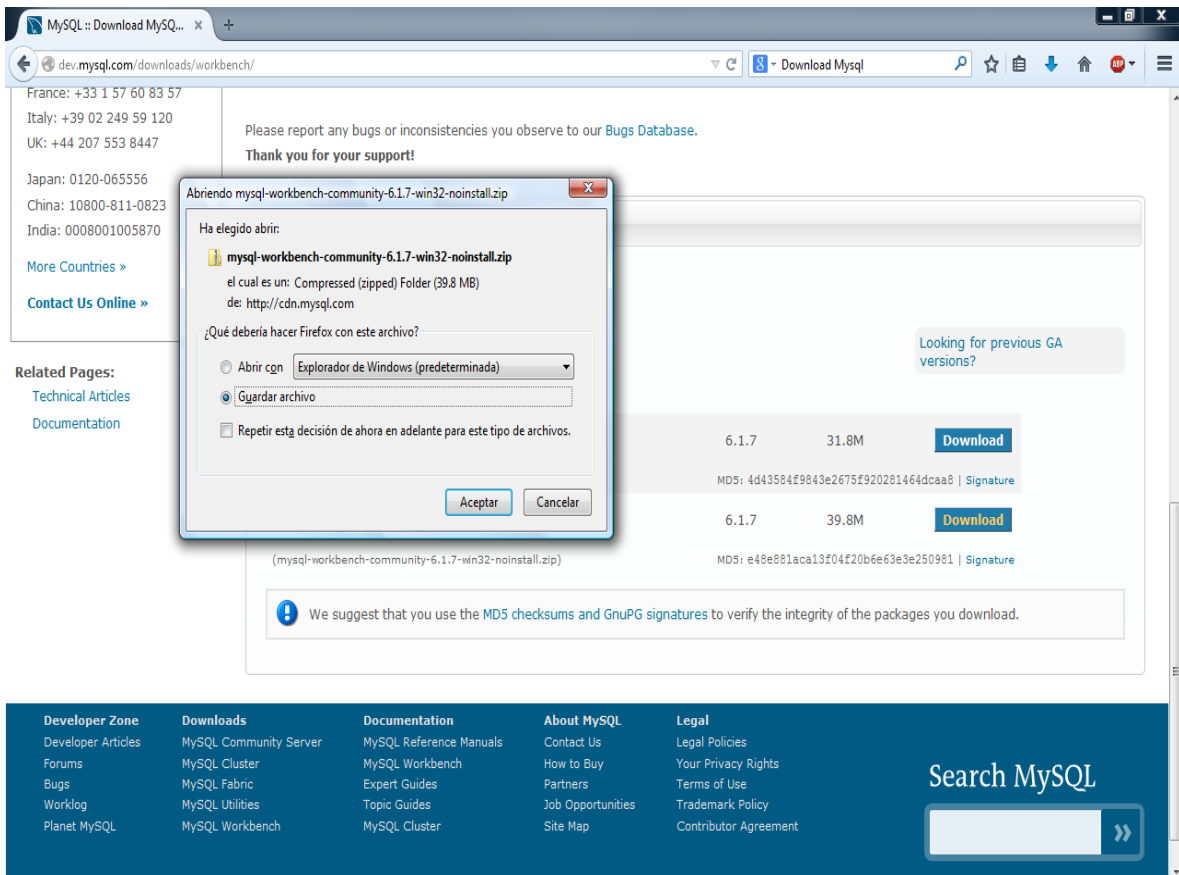 MySQL :: Download MySQ...
dev.mysql.com/downloads/workbench/
Download Mysql
ABP
France: +33 1 57 60 83 57
Italy: +39 02 249 59 120
UK: +44 207 553 8447
Japan: 0120-065556
China: 10800-811-0823
India: 0008001005870
More Countries »
Contact Us Online »
Related Pages:
Technical Articles
Documentation
Please report any bugs or inconsistencies you observe to our Bugs Database.
Thank you for your support!
Abriendo mysql-workbench-community-6.1.7-win32-noinstall.zip
Ha elegido abrir:
mysql-workbench-community-6.1.7-win32-noinstall.zip
el cual es un: Compressed (zipped) Folder (39.8 MB)
de: http://cdn.mysql.com
¿Qué debería hacer Firefox con este archivo?
Abrir con Explorador de Windows (predeterminada)
Guardar archivo
Repetir esta decisión de ahora en adelante para este tipo de archivos.
Aceptar Cancelar
Looking for previous GA
versions?
6.1.7 31.8M Download
MD5: 4d43584f9843e2675f920281464dcaa8 | Signature
6.1.7 39.8M Download
(mysql-workbench-community-6.1.7-win32-noinstall.zip) MD5: e48e881aca13f04f20b6e63e3e250981 | Signature
We suggest that you use the MD5 checksums and GnuPG signatures to verify the integrity of the packages you download.
Developer Zone
Developer Articles
Forums
Bugs
Worklog
Planet MySQL
Downloads
MySQL Community Server
MySQL Cluster
MySQL Fabric
MySQL Utilities
MySQL Workbench
Documentation
MySQL Reference Manuals
MySQL Workbench
Expert Guides
Topic Guides
MySQL Cluster
About MySQL
Contact Us
How to Buy
Partners
Job Opportunities
Site Map
Legal
Legal Policies
Your Privacy Rights
Terms of Use
Trademark Policy
Contributor Agreement
Search MySQL